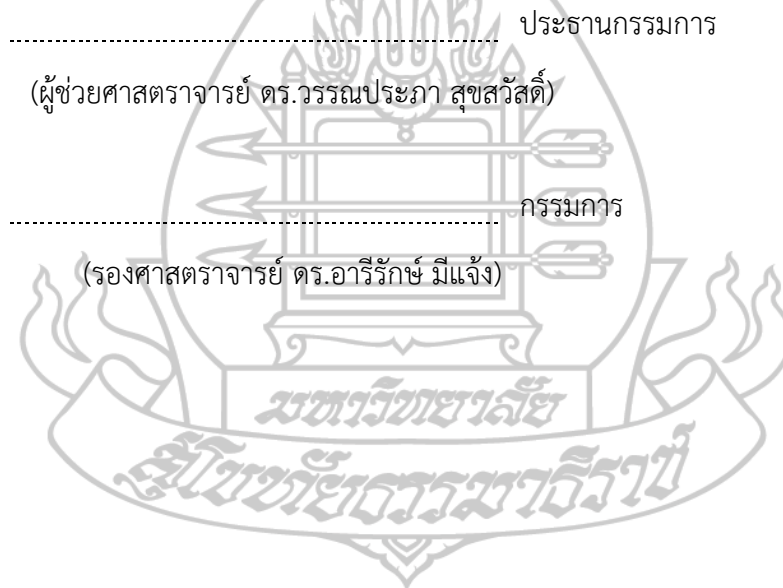 ประธานกรรมการ
(ผู้ช่วยศาสตราจารย์ ดร.วรรณประภา สุขสวัสดิ์)
กรรมการ
(รองศาสตราจารย์ ดร.อารีรักษ์ มีแจ้ง)
มหาวิทยาลัย
สุโขทัยธรรมาธิราช